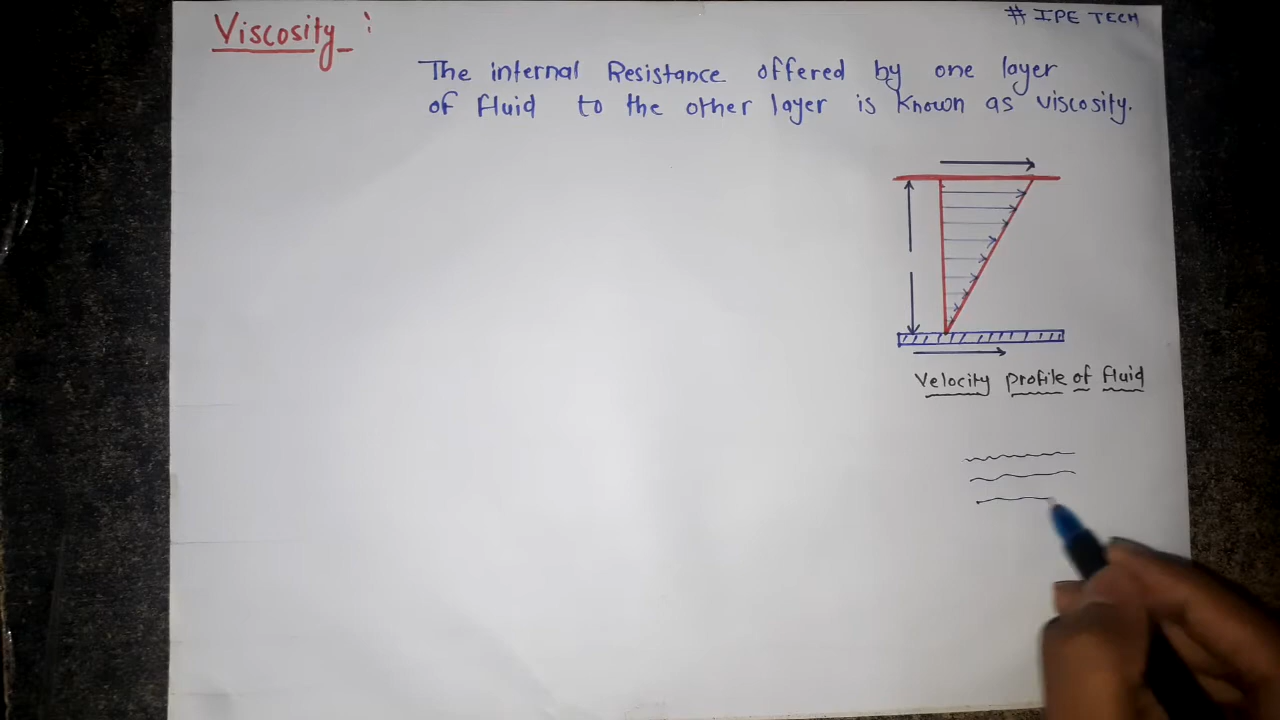 Viscosity :
# IPE TECH
The internal Resistance offered by one layer
of fluid to the other layer is known as viscosity.
Velocity profile of fluid